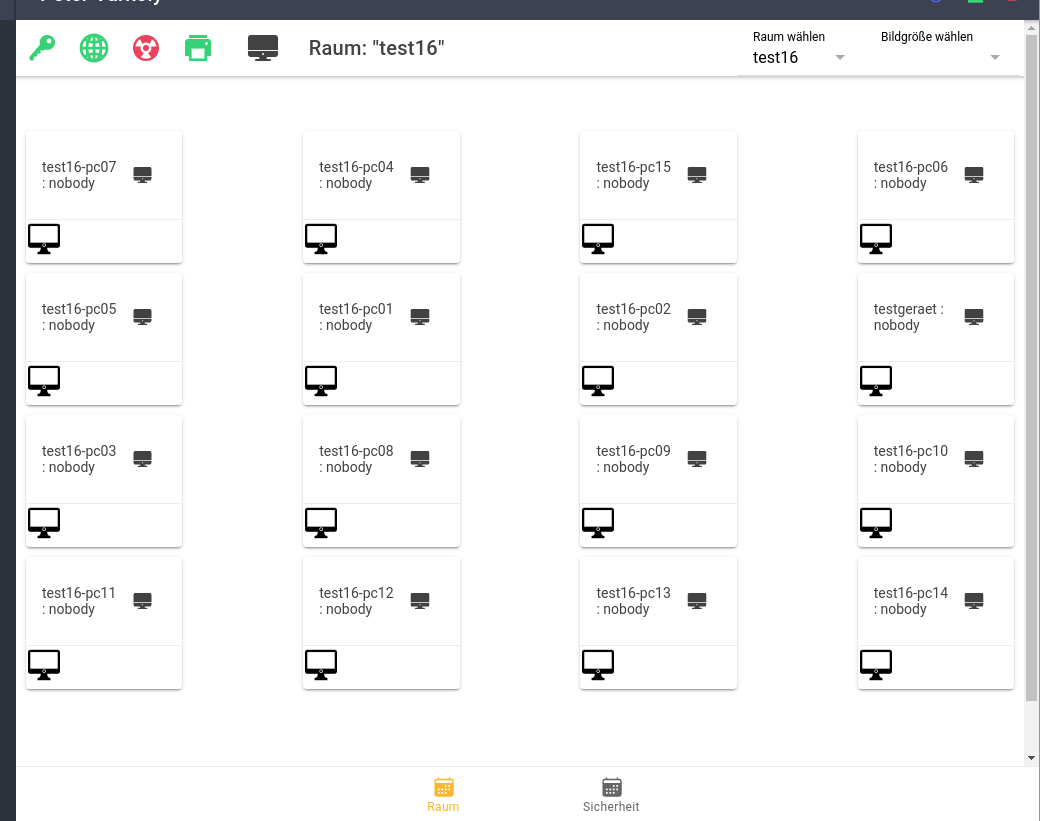 Raum: "test16"
Raum wählen
test16
Bildgröße wählen
test16-pc07
: nobody
test16-pc04
: nobody
test16-pc15
: nobody
test16-pc06
: nobody
test16-pc05
: nobody
test16-pc01
: nobody
test16-pc02
: nobody
testgeraet :
nobody
test16-pc03
: nobody
test16-pc08
: nobody
test16-pc09
: nobody
test16-pc10
: nobody
test16-pc11
: nobody
test16-pc12
: nobody
test16-pc13
: nobody
test16-pc14
: nobody
Raum
Sicherheit